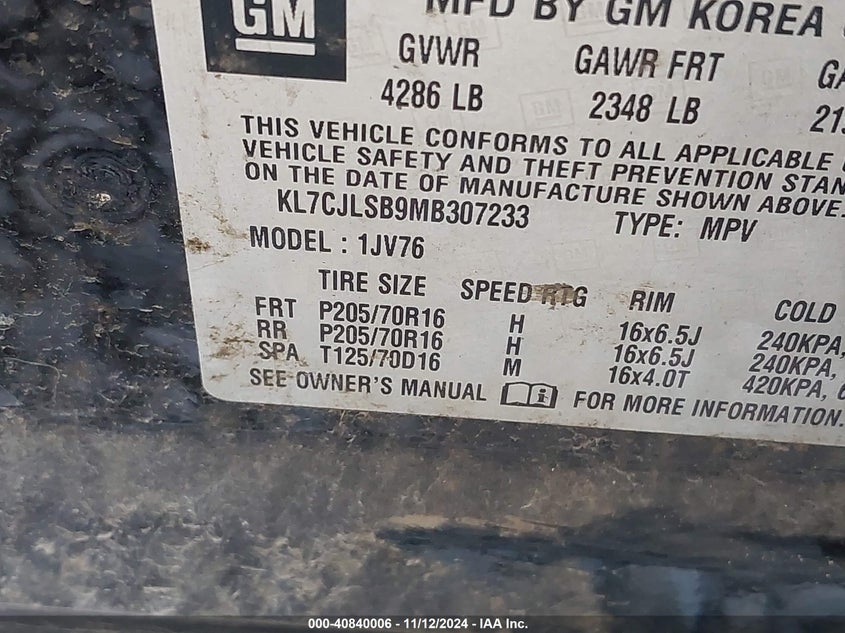 GM
MFD BY GM KOREA
GVWR GAWR FRT
4286 LB 2348 LB
THIS VEHICLE CONFORMS TO ALL APPLICABLE
VEHICLE SAFETY AND THEFT PREVENTION STAN
ON THE DATE OF MANUFACTURE SHOWN ABOVE.
KL7CJLSB9MB307233 TYPE: MPV
MODEL : 1JV76
TIRE SIZE SPEED RTG RIM COLD
FRT P205/70R16 H 16x6.5J 240KPA,
RR P205/70R16 H 16x6.5J 240KPA,
SPA T125/70D16 M 16x4.0T 420KPA, 6
SEE OWNER'S MANUAL FOR MORE INFORMATION.
000-40840006 - 11/12/2024 - IAA Inc.